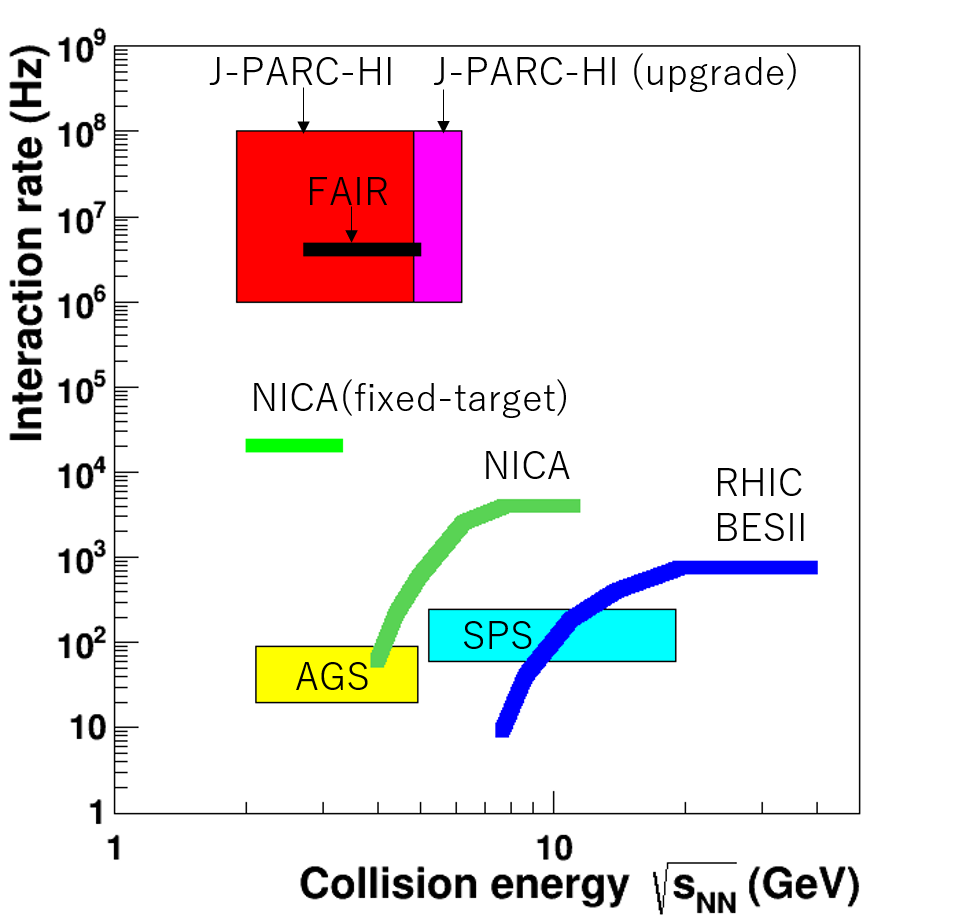 Interaction rate (Hz)
10⁹
10⁸
10⁷
10⁶
10⁵
10⁴
10³
10²
10
1
J-PARC-HI
J-PARC-HI (upgrade)
FAIR
NICA(fixed-target)
NICA
RHIC
BESII
SPS
AGS
1
10
Collision energy √s_NN (GeV)